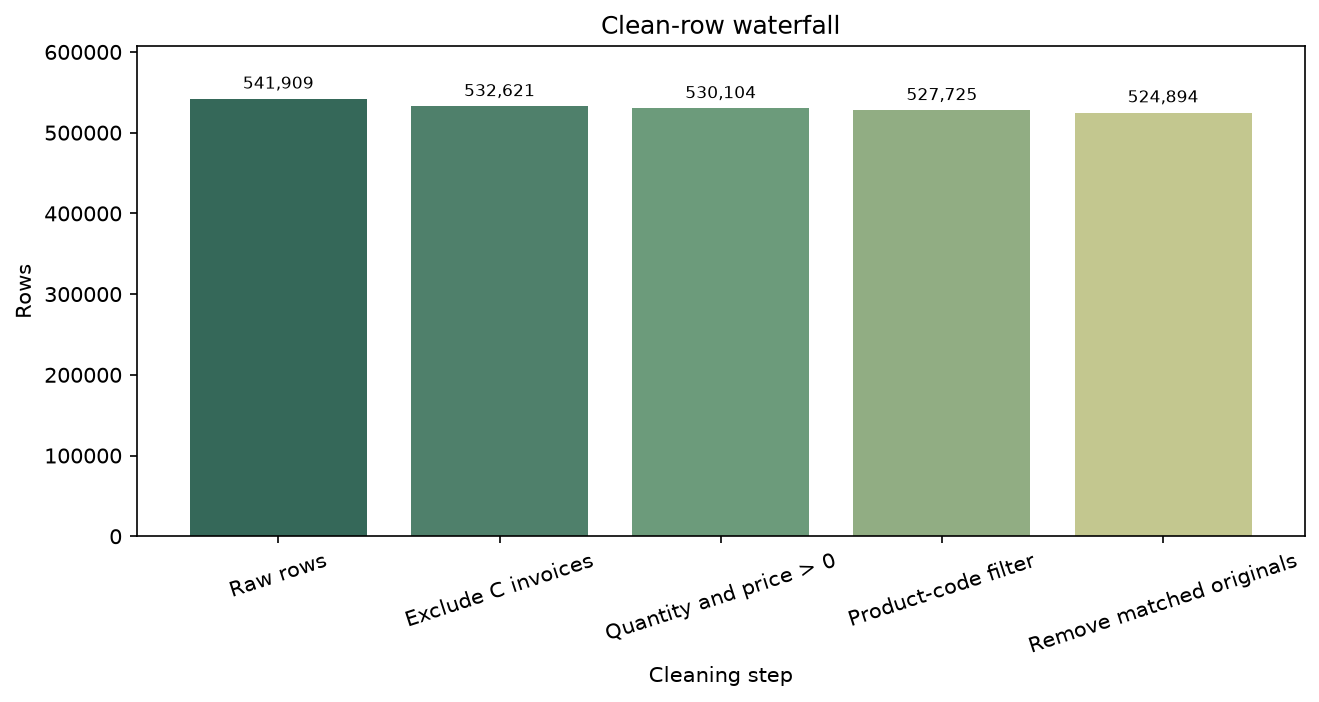 Clean-row waterfall
600000
500000
400000
300000
200000
100000
0
Rows
541,909
532,621
530,104
527,725
524,894
Raw rows
Exclude C invoices
Quantity and price > 0
Product-code filter
Remove matched originals
Cleaning step